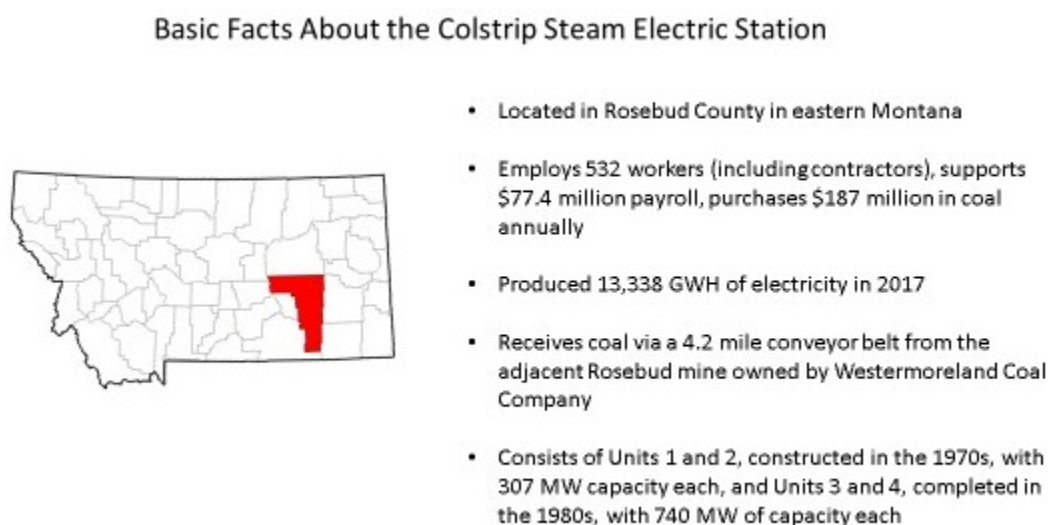 Basic Facts About the Colstrip Steam Electric Station
• Located in Rosebud County in eastern Montana
• Employs 532 workers (includingcontractors), supports
$77.4 million payroll, purchases $187 million in coal
annually
• Produced 13,338 GWH of electricity in 2017
• Receives coal via a 4.2 mile conveyor belt from the
adjacent Rosebud mine owned by Westermoreland Coal
Company
• Consists of Units 1 and 2, constructed in the 1970s, with
307 MW capacity each, and Units 3 and 4, completed in
the 1980s, with 740 MW of capacity each